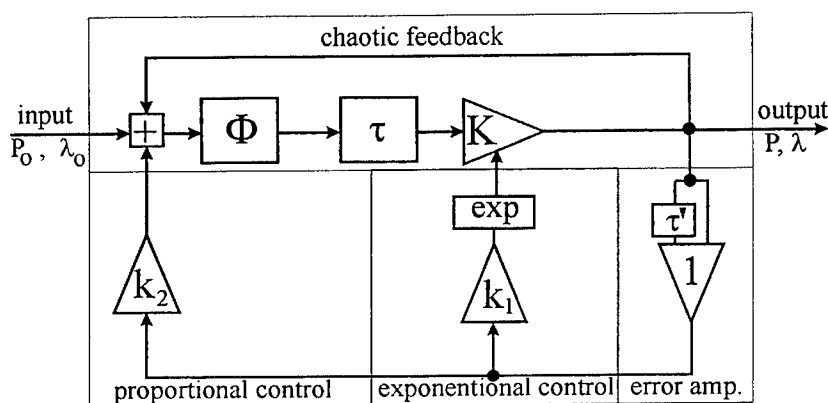 chaotic feedback
input
P₀ , λ₀
+
Φ
τ
K
output
P, λ
exp
τ'
k₂
k₁
1
proportional control
exponentional control
error amp.